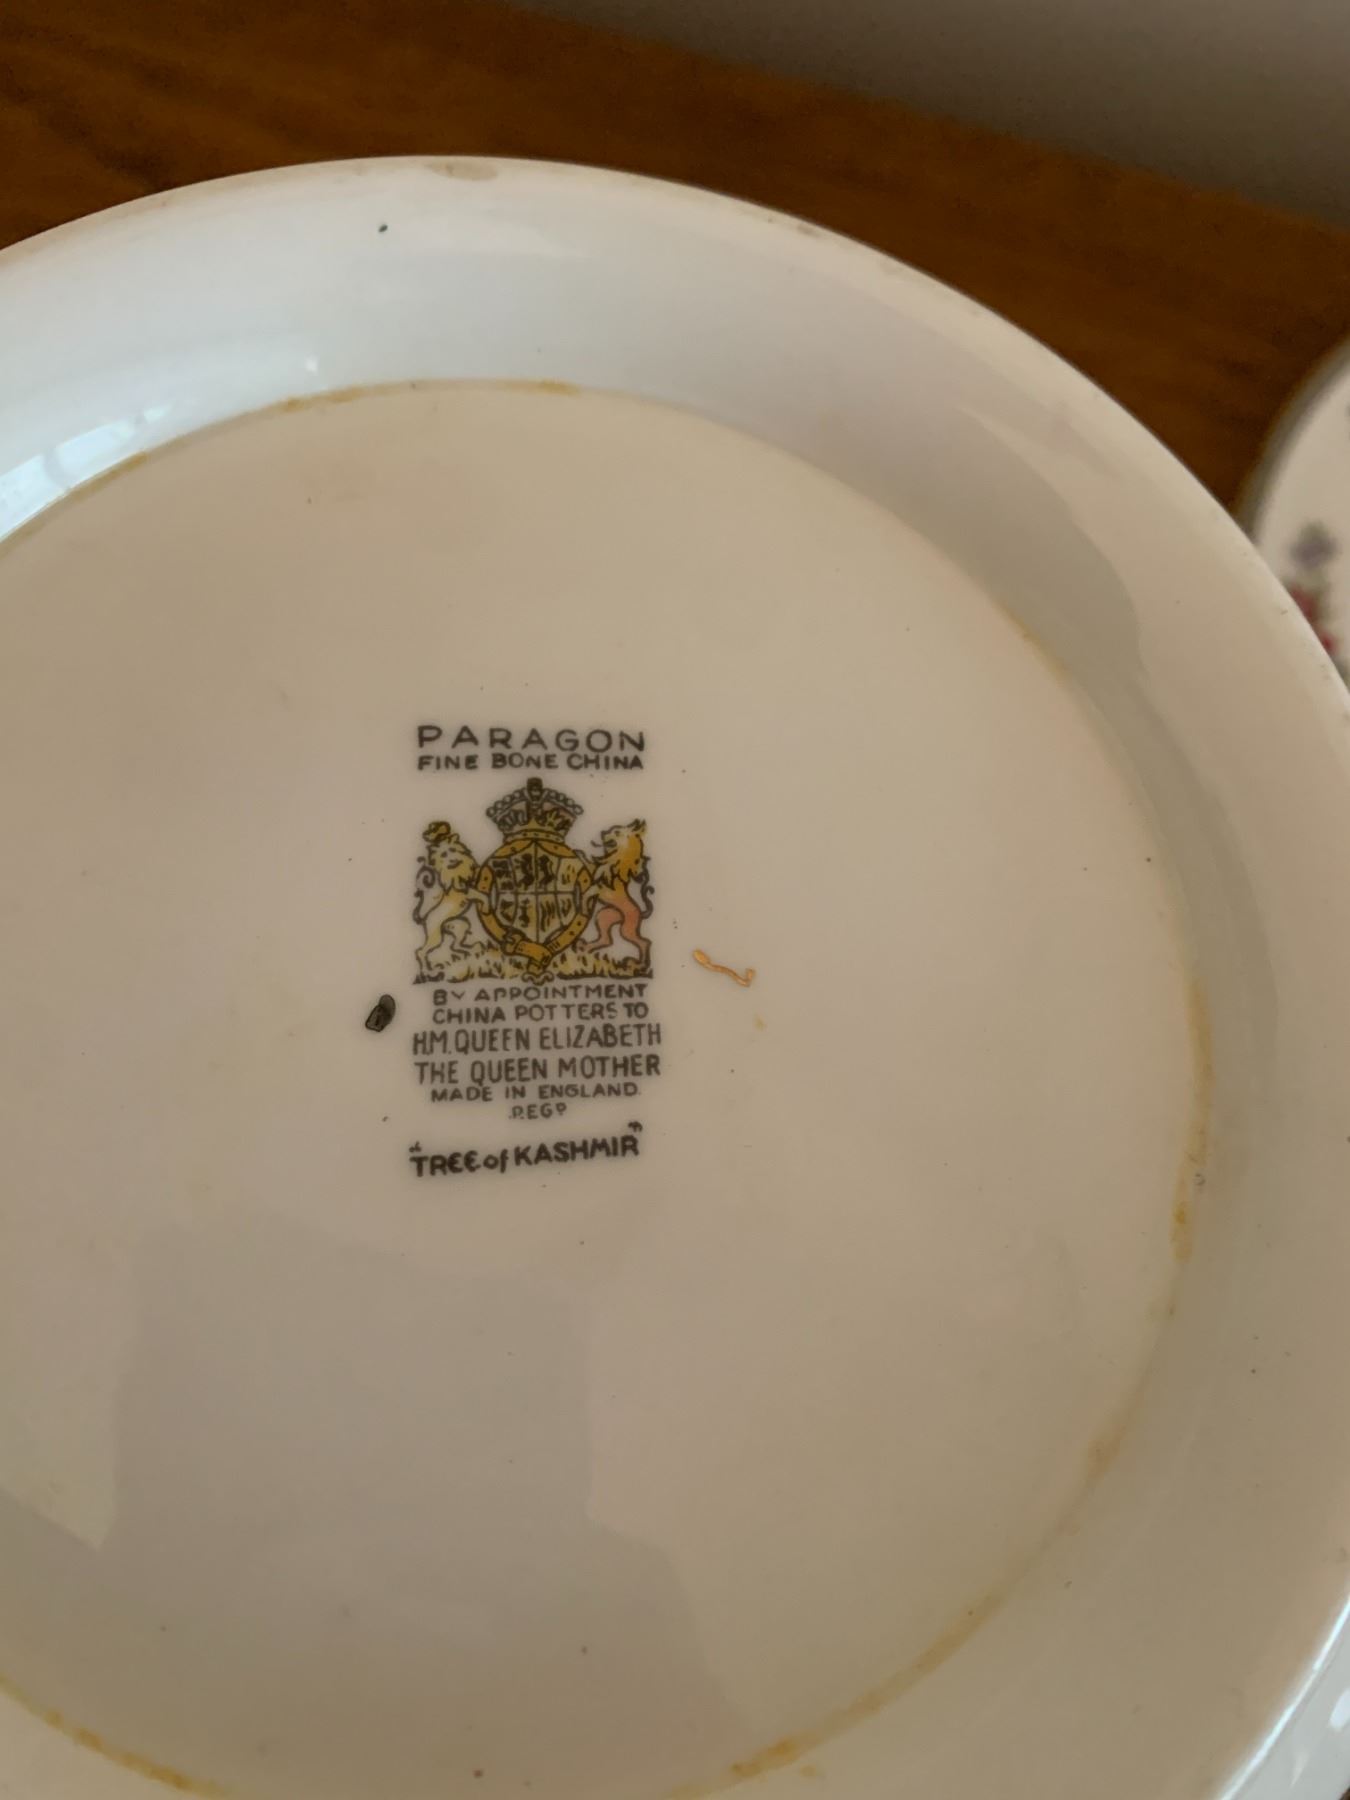 PARAGON
FINE BONE CHINA
BY APPOINTMENT
CHINA POTTERS TO
H.M. QUEEN ELIZABETH
THE QUEEN MOTHER
MADE IN ENGLAND.
REGD
"TREE of KASHMIR"